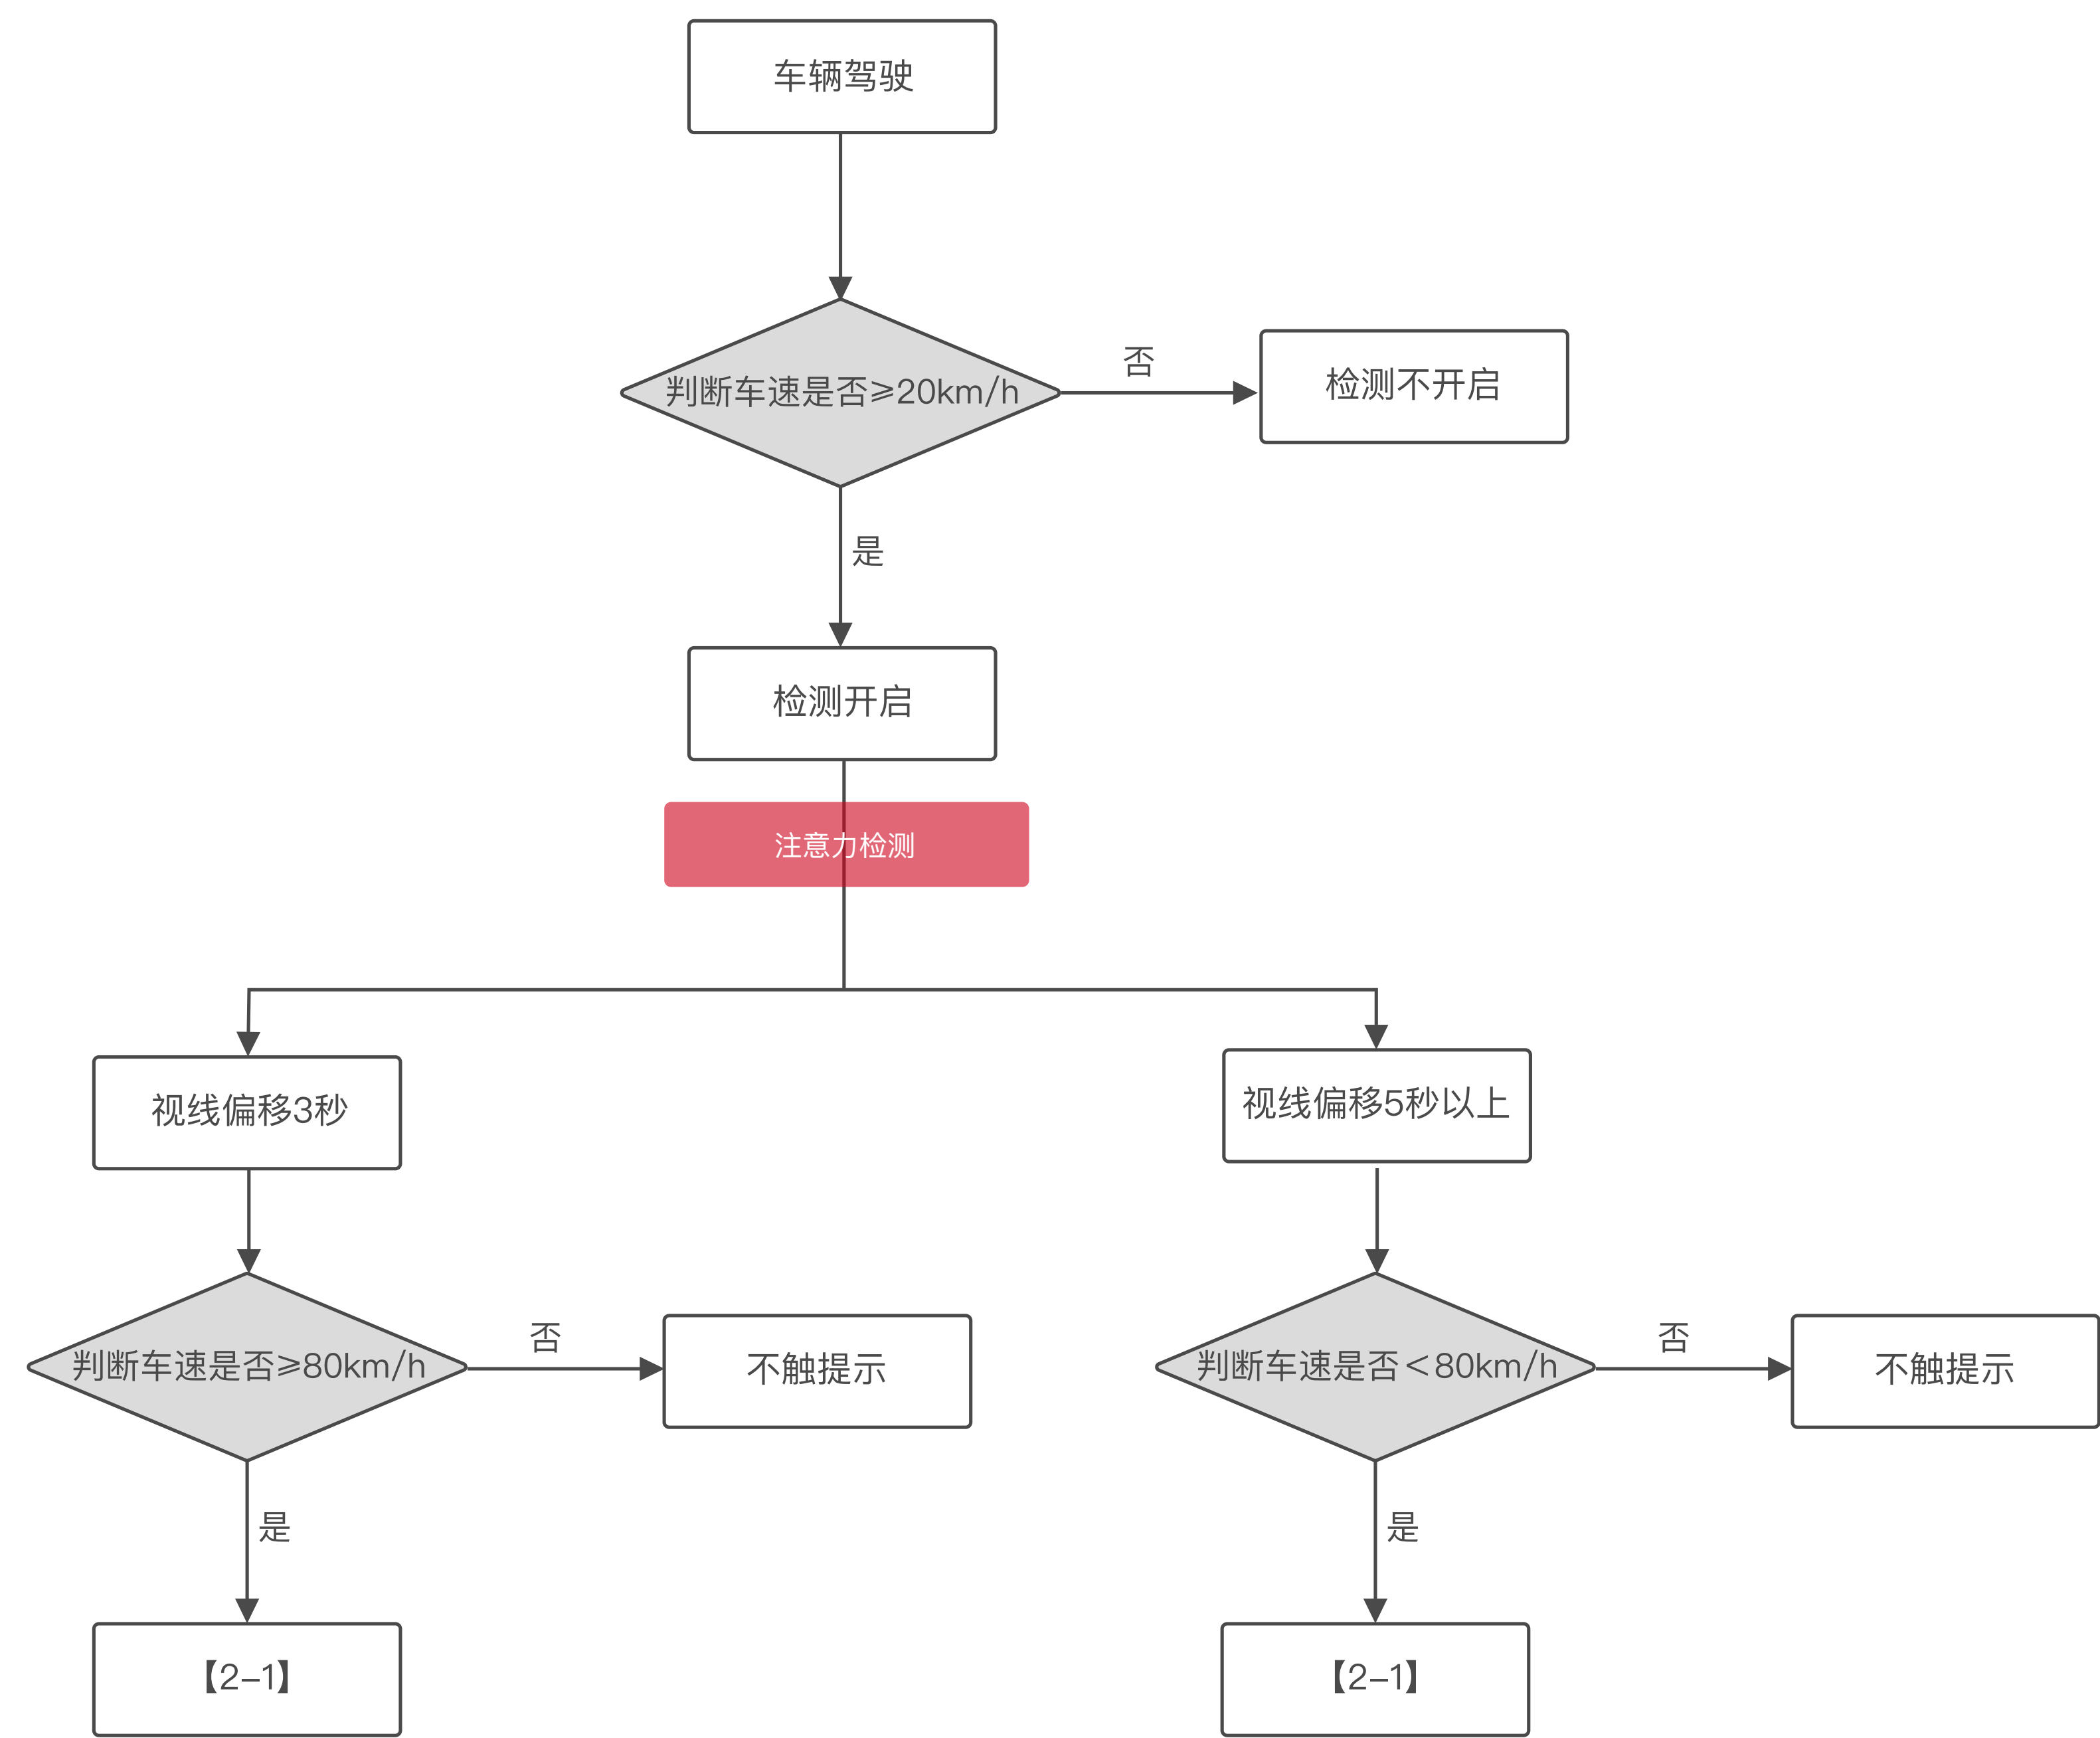 车辆驾驶
判断车速是否≥20km/h
否
检测不开启
是
检测开启
注意力检测
视线偏移3秒
视线偏移5秒以上
判断车速是否≥80km/h
否
不触提示
判断车速是否＜80km/h
否
不触提示
是
是
【2-1】
【2-1】